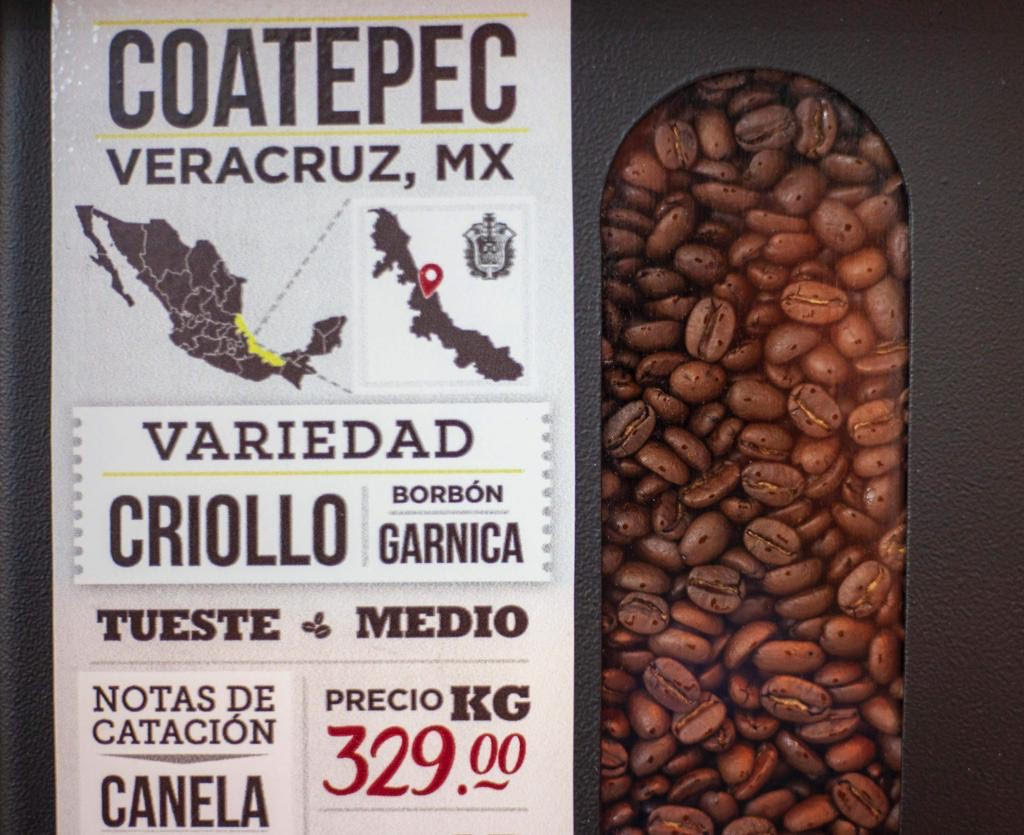 COATEPEC
VERACRUZ, MX
VARIEDAD
CRIOLLO
BORBÓN
GARNICA
TUESTE MEDIO
NOTAS DE
CATACIÓN
CANELA
PRECIO KG
329.00